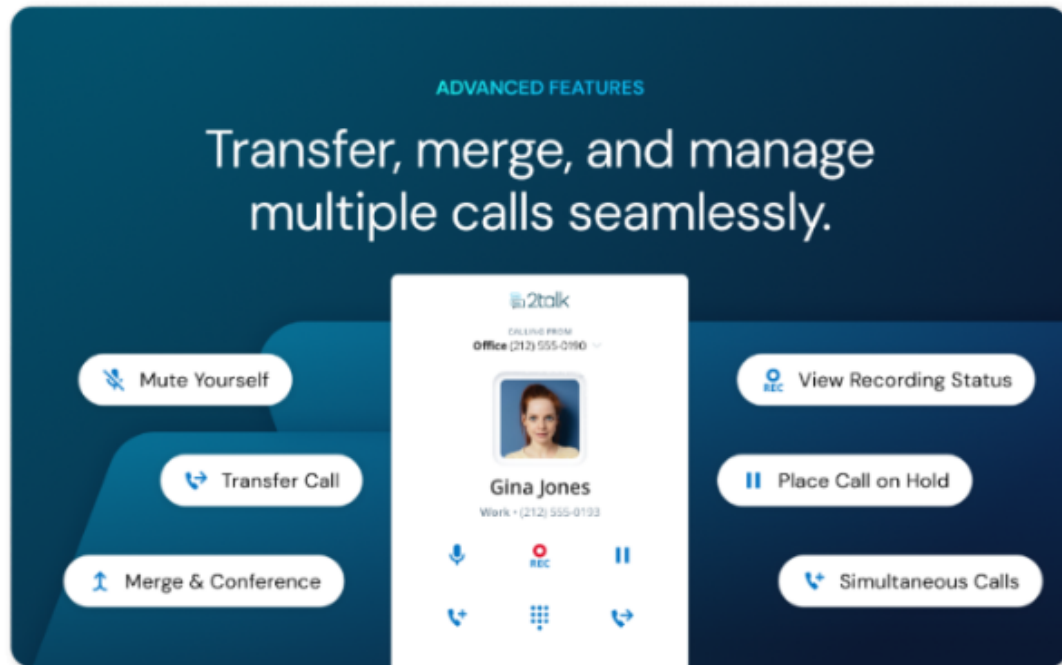 ADVANCED FEATURES
Transfer, merge, and manage
multiple calls seamlessly.
2talk
CALLING FROM
Office (212) 555-0190
Mute Yourself
View Recording Status
Transfer Call
Gina Jones
Place Call on Hold
Work • (212) 555-0193
REC
REC
Merge & Conference
Simultaneous Calls